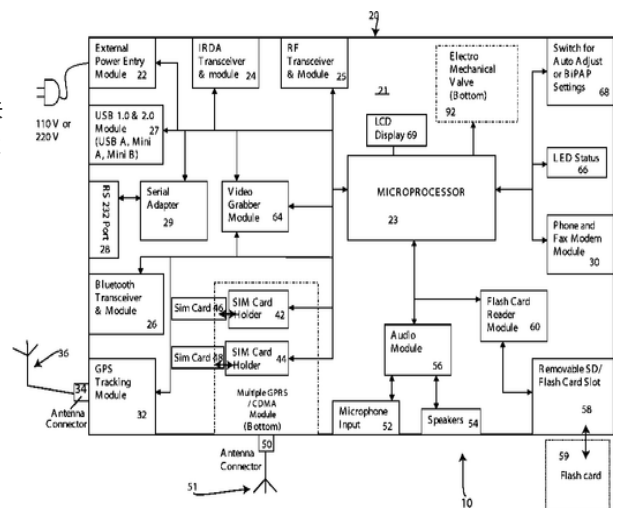 20
External
Power Entry
Module 22
IRDA
Transceiver
& module 24
RF
Transceiver
& Module 25
21
Electro
Mechanical
Valve
(Bottom)
92
Switch for
Auto Adjust
or BiPAP
Settings
68
110 V or
220 V
USB 1.0 & 2.0
Module 27
(USB A, Mini
A, Mini B)
LCD
Display 69
LED Status
66
RS 232 Port
28
Serial
Adapter
29
Video
Grabber
Module 64
MICROPROCESSOR
23
Phone and
Fax Modem
Module
30
Bluetooth
Transceiver
& Module
26
Sim Card 46
SIM Card
Holder 42
Flash Card
Reader
Module 60
36
34
Antenna
Connector
GPS
Tracking
Module
32
Sim Card 48
SIM Card
Holder 44
Audio
Module
56
Removable SD/
Flash Card Slot
58
Multiple GPRS
/ CDMA
Module
(Bottom)
Microphone
Input 52
Speakers 54
50
Antenna
Connector
51
10
59
Flash card